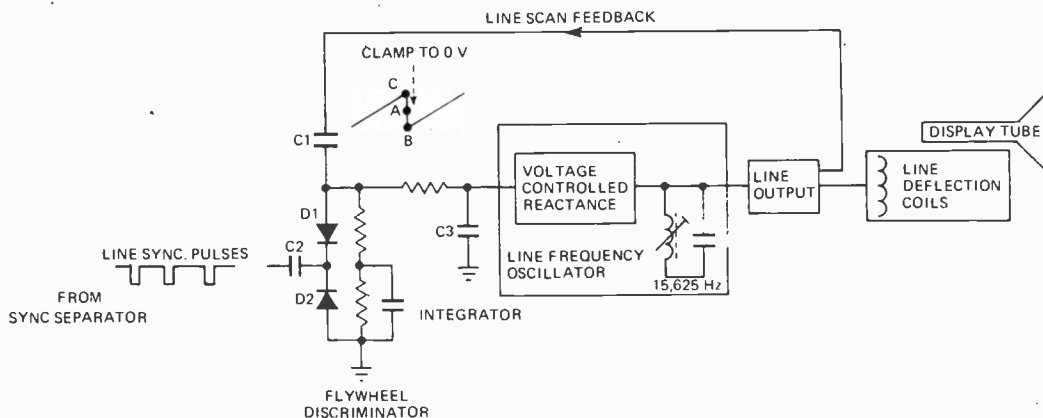 LINE SCAN FEEDBACK
CLAMP TO 0 V
C
A
B
C1
DISPLAY TUBE
VOLTAGE
CONTROLLED
REACTANCE
LINE
OUTPUT
LINE
DEFLECTION
COILS
D1
C3
LINE SYNC. PULSES
C2
LINE FREQUENCY
OSCILLATOR
15,625 Hz
FROM
SYNC SEPARATOR
D2
INTEGRATOR
FLYWHEEL
DISCRIMINATOR